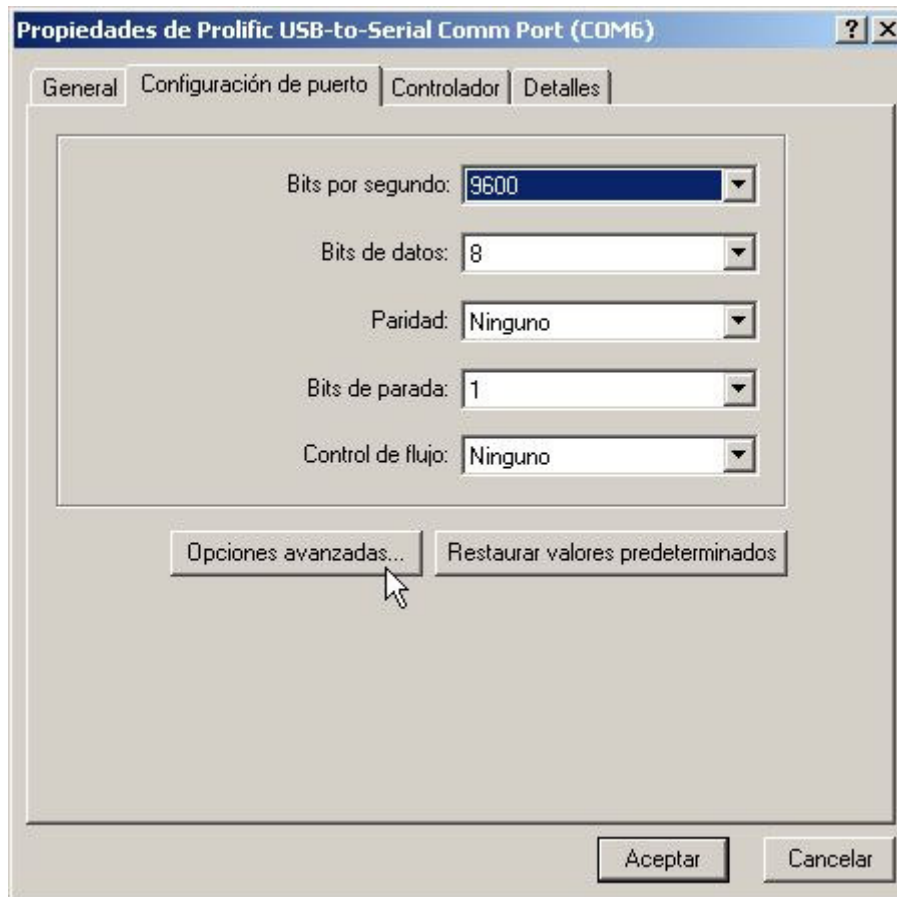 Propiedades de Prolific USB-to-Serial Comm Port (COM6)
General Configuración de puerto Controlador Detalles
Bits por segundo: 9600
Bits de datos: 8
Paridad: Ninguno
Bits de parada: 1
Control de flujo: Ninguno
Opciones avanzadas... Restaurar valores predeterminados
Aceptar Cancelar